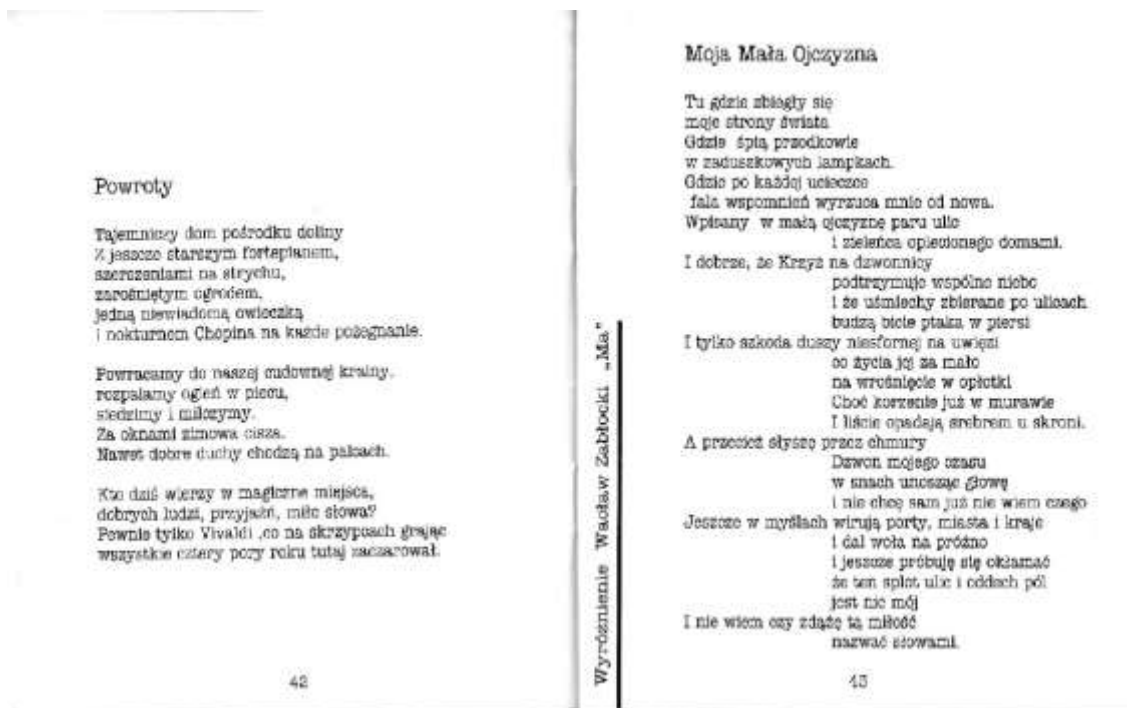 Powroty
Tajemniczy dom pośrodku doliny
Z jeszcze starszym fortepianem,
szerszeniami na strychu,
zarośniętym ogrodem,
jedną niewiadomą owieczką
i nokturnem Chopina na każde pożegnanie.
Powracamy do naszej cudownej krainy,
rozpalamy ogień w piecu,
siedzimy i milczymy.
Za oknami zimowa cisza.
Nawet dobre duchy chodzą na palcach.
Kto dziś wierzy w magiczne miejsca,
dobrych ludzi, przyjaźń, miłe słowa?
Pewnie tylko Vivaldi ,co na skrzypcach grając
wszystkie cztery pory roku tutaj zaczarował.
42
Wyróżnienie Wacław Zabłocki „Ma"
Moja Mała Ojczyzna
Tu gdzie zbiegły się
moje strony świata
Gdzie śpią przodkowie
w zaduszkowych lampkach.
Gdzie po każdej ucieczce
fala wspomnień wyrzuca mnie od nowa.
Wpisany w małą ojczyznę paru ulic
i zieleńca oplecionego domami.
I dobrze, że Krzyż na dzwonnicy
podtrzymuje wspólne niebo
i że uśmiechy zbierane po ulicach
budzą bicie ptaka w piersi
I tylko szkoda duszy niesfornej na uwięzi
co życia jej za mało
na wrośnięcie w opłotki
Choć korzenie już w murawie
I liście opadają srebrem u skroni.
A przecież słyszę przez chmury
Dzwon mojego czasu
w snach unosząc głowę
i nie chcę sam już nie wiem czego
Jeszcze w myślach wirują porty, miasta i kraje
i dal woła na próżno
i jeszcze próbuję się okłamać
że ten splot ulic i oddech pól
jest nie mój
I nie wiem czy zdążę tą miłość
nazwać słowami.
43